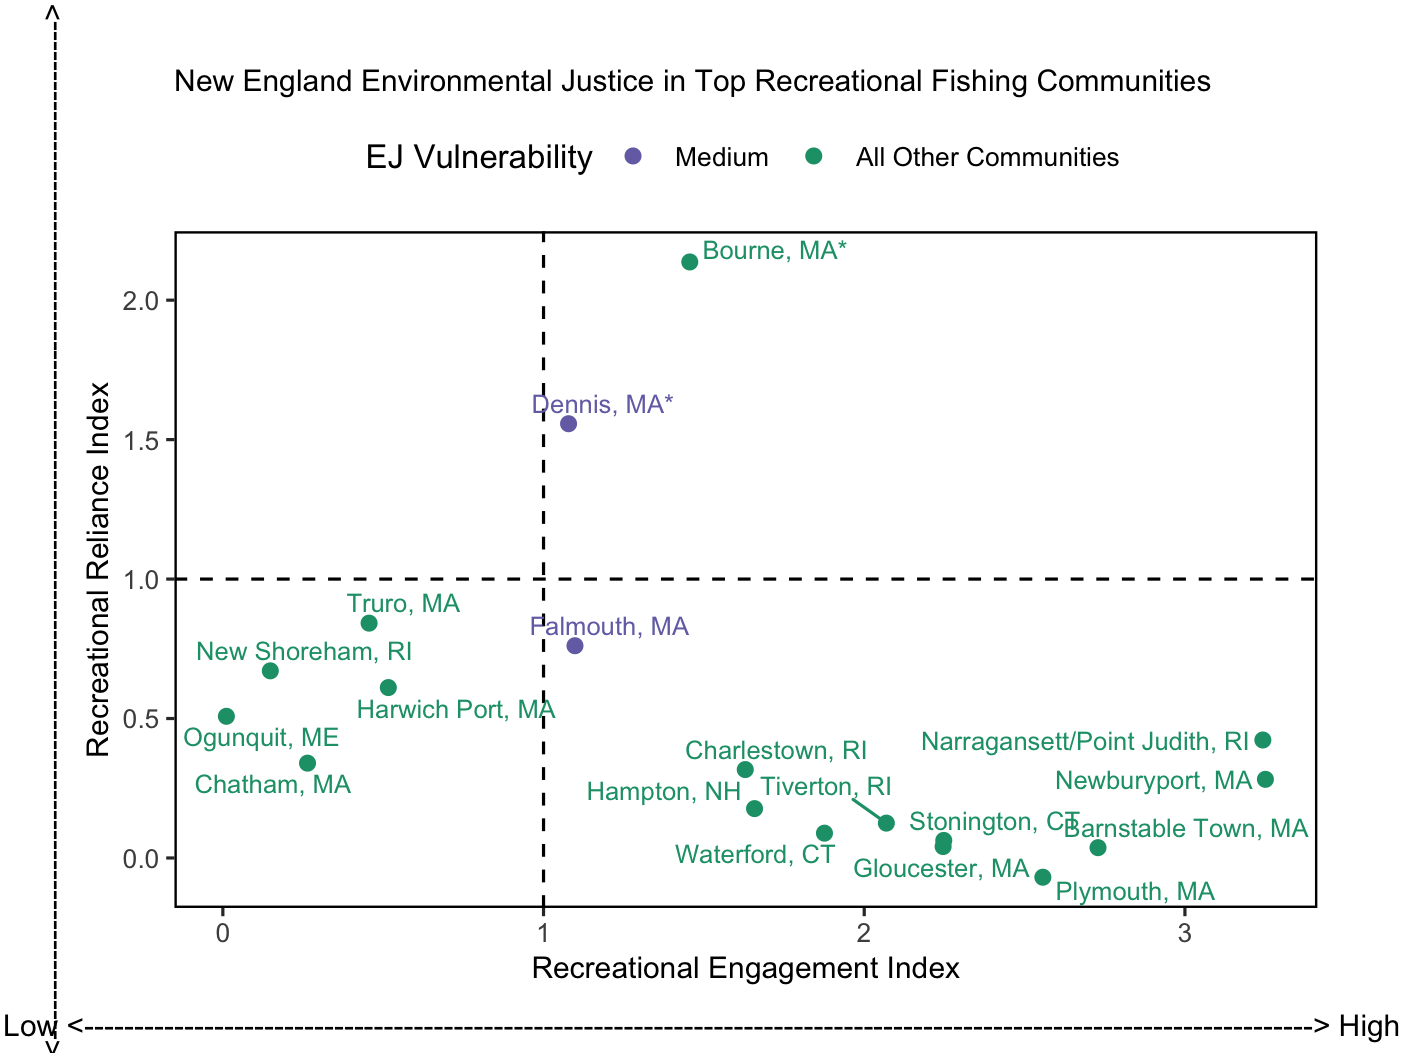 New England Environmental Justice in Top Recreational Fishing Communities
EJ Vulnerability Medium All Other Communities
Bourne, MA*
2.0
Dennis, MA*
1.5
Recreational Reliance Index
1.0
Truro, MA
Falmouth, MA
New Shoreham, RI
Harwich Port, MA
0.5
Ogunquit, ME
Narragansett/Point Judith, RI
Charlestown, RI
Chatham, MA
Hampton, NH
Tiverton, RI
Newburyport, MA
Stonington, CT
Barnstable Town, MA
Waterford, CT
0.0
Gloucester, MA
Plymouth, MA
0 1 2 3
Recreational Engagement Index
Low <--> High